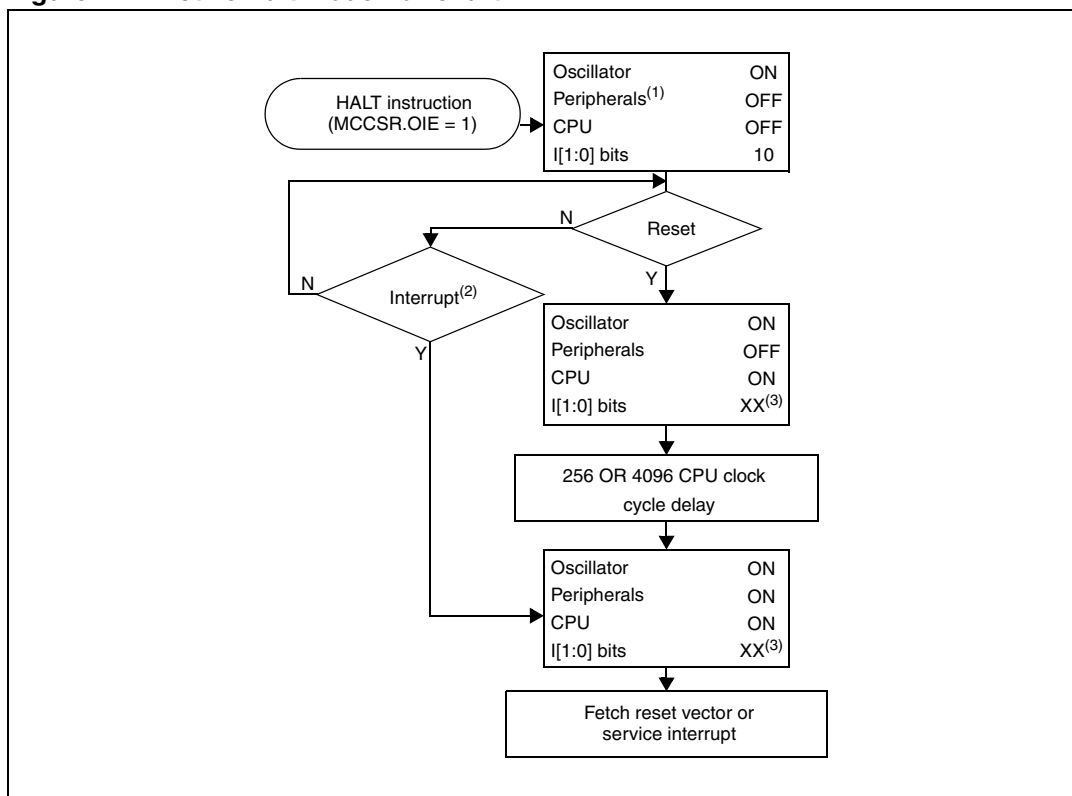 HALT instruction
(MCCSR.OIE = 1)
Oscillator ON
Peripherals(1) OFF
CPU OFF
I[1:0] bits 10
Reset
N
Y
Interrupt(2)
N
Y
Oscillator ON
Peripherals OFF
CPU ON
I[1:0] bits XX(3)
256 OR 4096 CPU clock
cycle delay
Oscillator ON
Peripherals ON
CPU ON
I[1:0] bits XX(3)
Fetch reset vector or
service interrupt